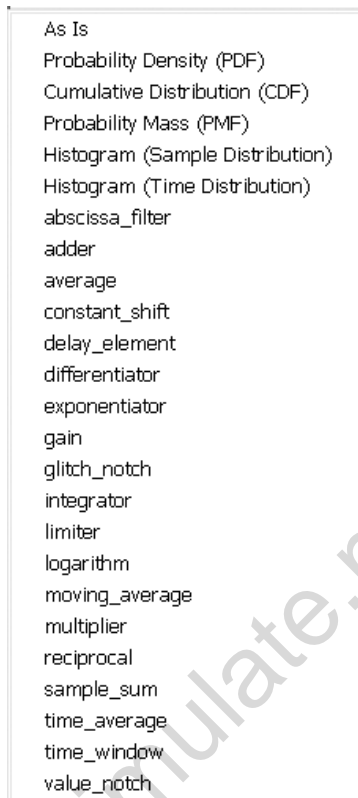 As Is
Probability Density (PDF)
Cumulative Distribution (CDF)
Probability Mass (PMF)
Histogram (Sample Distribution)
Histogram (Time Distribution)
abscissa_filter
adder
average
constant_shift
delay_element
differentiator
exponentiator
gain
glitch_notch
integrator
limiter
logarithm
moving_average
multiplier
reciprocal
sample_sum
time_average
time_window
value_notch